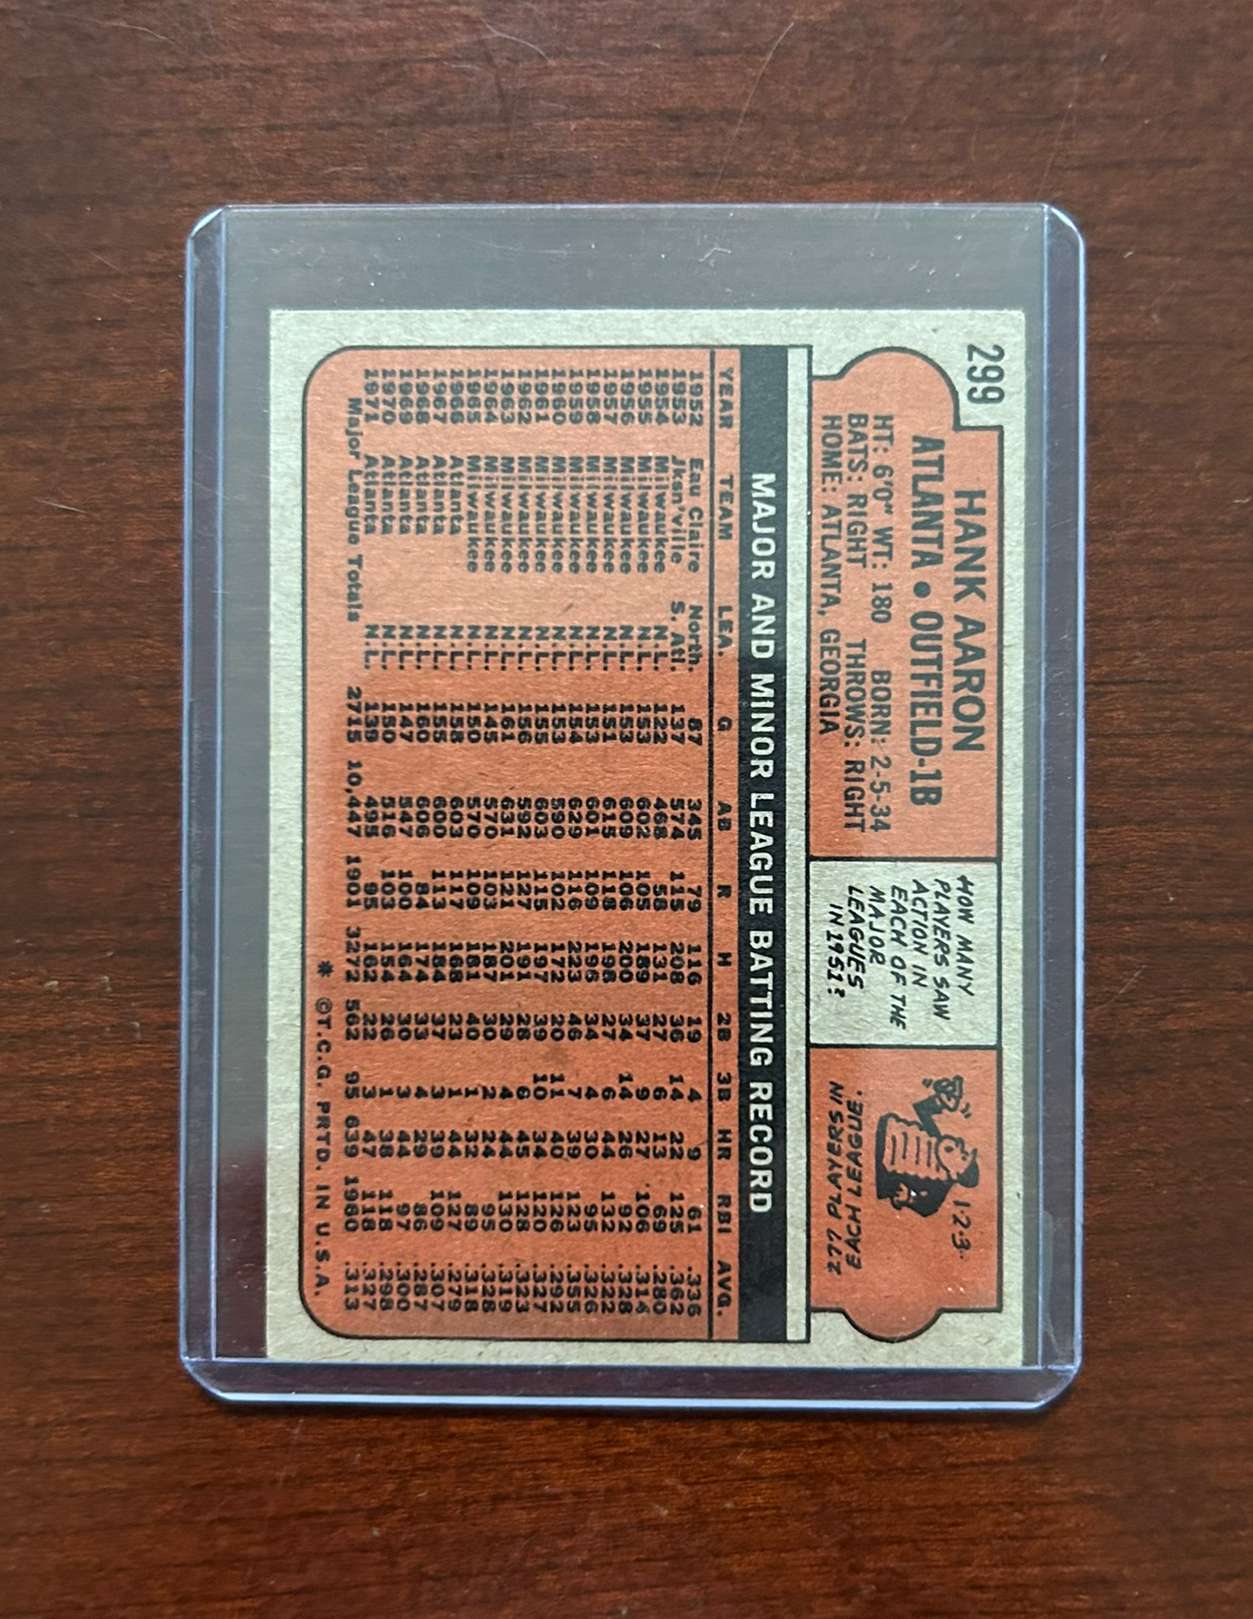 299
HANK AARON
ATLANTA • OUTFIELD-1B
HT: 6'0" WT: 180 BORN: 2-5-34
BATS: RIGHT THROWS: RIGHT
HOME: ATLANTA, GEORGIA
HOW MANY
PLAYERS SAW
ACTION IN
EACH OF THE
MAJOR
LEAGUES
IN 1951?
1-2-3-
277 PLAYERS IN
EACH LEAGUE.
MAJOR AND MINOR LEAGUE BATTING RECORD
YEAR TEAM LEA. G AB R H 2B 3B HR RBI AVG.
1952 Eau Claire North. 87 345 79 116 19 4 9 61 .336
1953 Jksn'ville S. Atl. 137 574 115 208 36 14 22 125 .362
1954 Milwaukee N.L. 122 468 58 131 27 6 13 69 .280
1955 Milwaukee N.L. 153 602 105 189 37 9 27 106 .314
1956 Milwaukee N.L. 153 609 106 200 34 14 26 92 .328
1957 Milwaukee N.L. 151 615 118 198 27 6 44 132 .322
1958 Milwaukee N.L. 153 601 109 196 34 4 30 95 .326
1959 Milwaukee N.L. 154 629 116 223 46 7 39 123 .355
1960 Milwaukee N.L. 153 590 102 172 20 11 40 126 .292
1961 Milwaukee N.L. 155 603 115 197 39 10 34 120 .327
1962 Milwaukee N.L. 156 592 127 191 28 6 45 128 .323
1963 Milwaukee N.L. 161 631 121 201 29 4 44 130 .319
1964 Milwaukee N.L. 145 570 103 187 30 2 24 95 .328
1965 Milwaukee N.L. 150 570 109 181 40 1 32 89 .318
1966 Atlanta N.L. 158 603 117 168 23 1 44 127 .279
1967 Atlanta N.L. 155 600 113 184 37 3 39 109 .307
1968 Atlanta N.L. 160 606 84 174 33 4 29 86 .287
1969 Atlanta N.L. 147 547 100 164 30 3 44 97 .300
1970 Atlanta N.L. 150 516 103 154 26 1 38 118 .298
1971 Atlanta N.L. 139 495 95 162 22 3 47 118 .327
Major League Totals 2715 10,447 1901 3272 562 95 639 1960 .313
* ©T.C.G. PRTD. IN U.S.A.